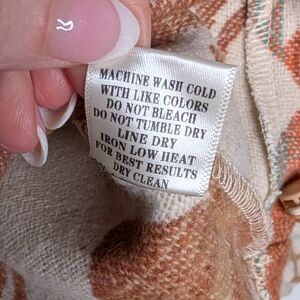 MACHINE WASH COLD
WITH LIKE COLORS
DO NOT BLEACH
DO NOT TUMBLE DRY
LINE DRY
IRON LOW HEAT
FOR BEST RESULTS
DRY CLEAN